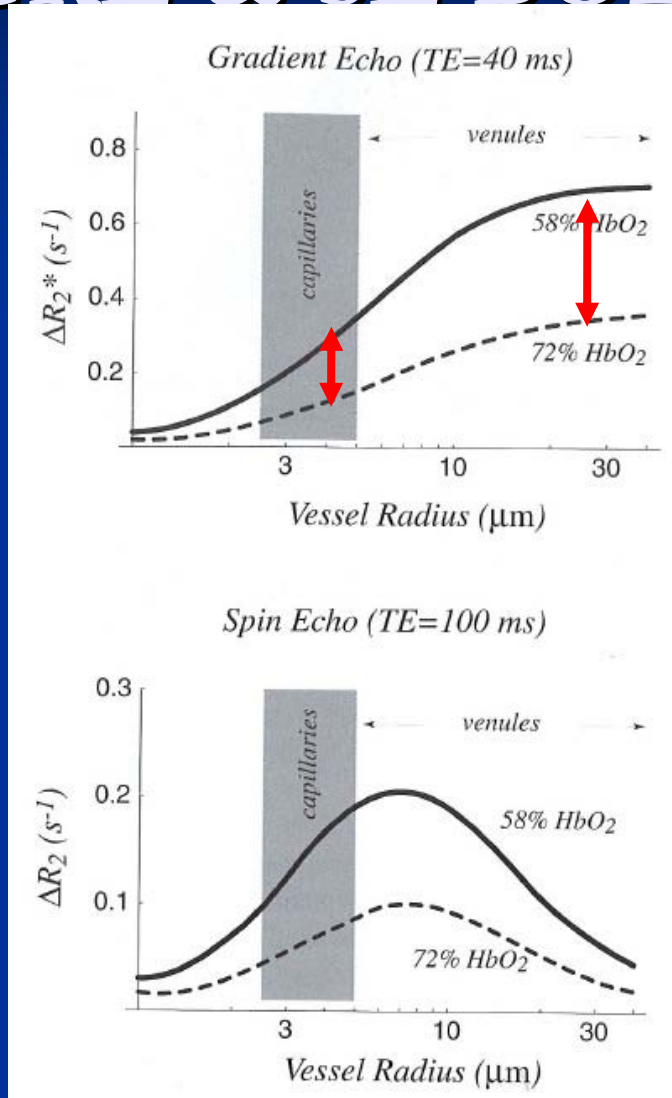 Gradient Echo (TE=40 ms)
venules
0.8
capillaries
0.6
58% HbO2
ΔR2* (s-1)
0.4
72% HbO2
0.2
3 10 30
Vessel Radius (μm)
Spin Echo (TE=100 ms)
0.3
capillaries
venules
0.2
58% HbO2
ΔR2 (s-1)
0.1
72% HbO2
3 10 30
Vessel Radius (μm)